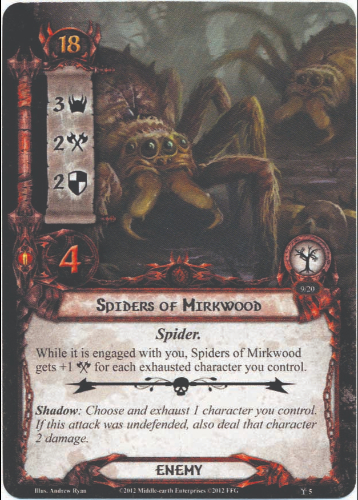 18
3
2
2
4
9/20
Spiders of Mirkwood
Spider.
While it is engaged with you, Spiders of Mirkwood
gets +1 for each exhausted character you control.
Shadow: Choose and exhaust 1 character you control.
If this attack was undefended, also deal that character
2 damage.
ENEMY
Illus. Andrew Ryan ©2012 Middle-earth Enterprises ©2012 FFG 5